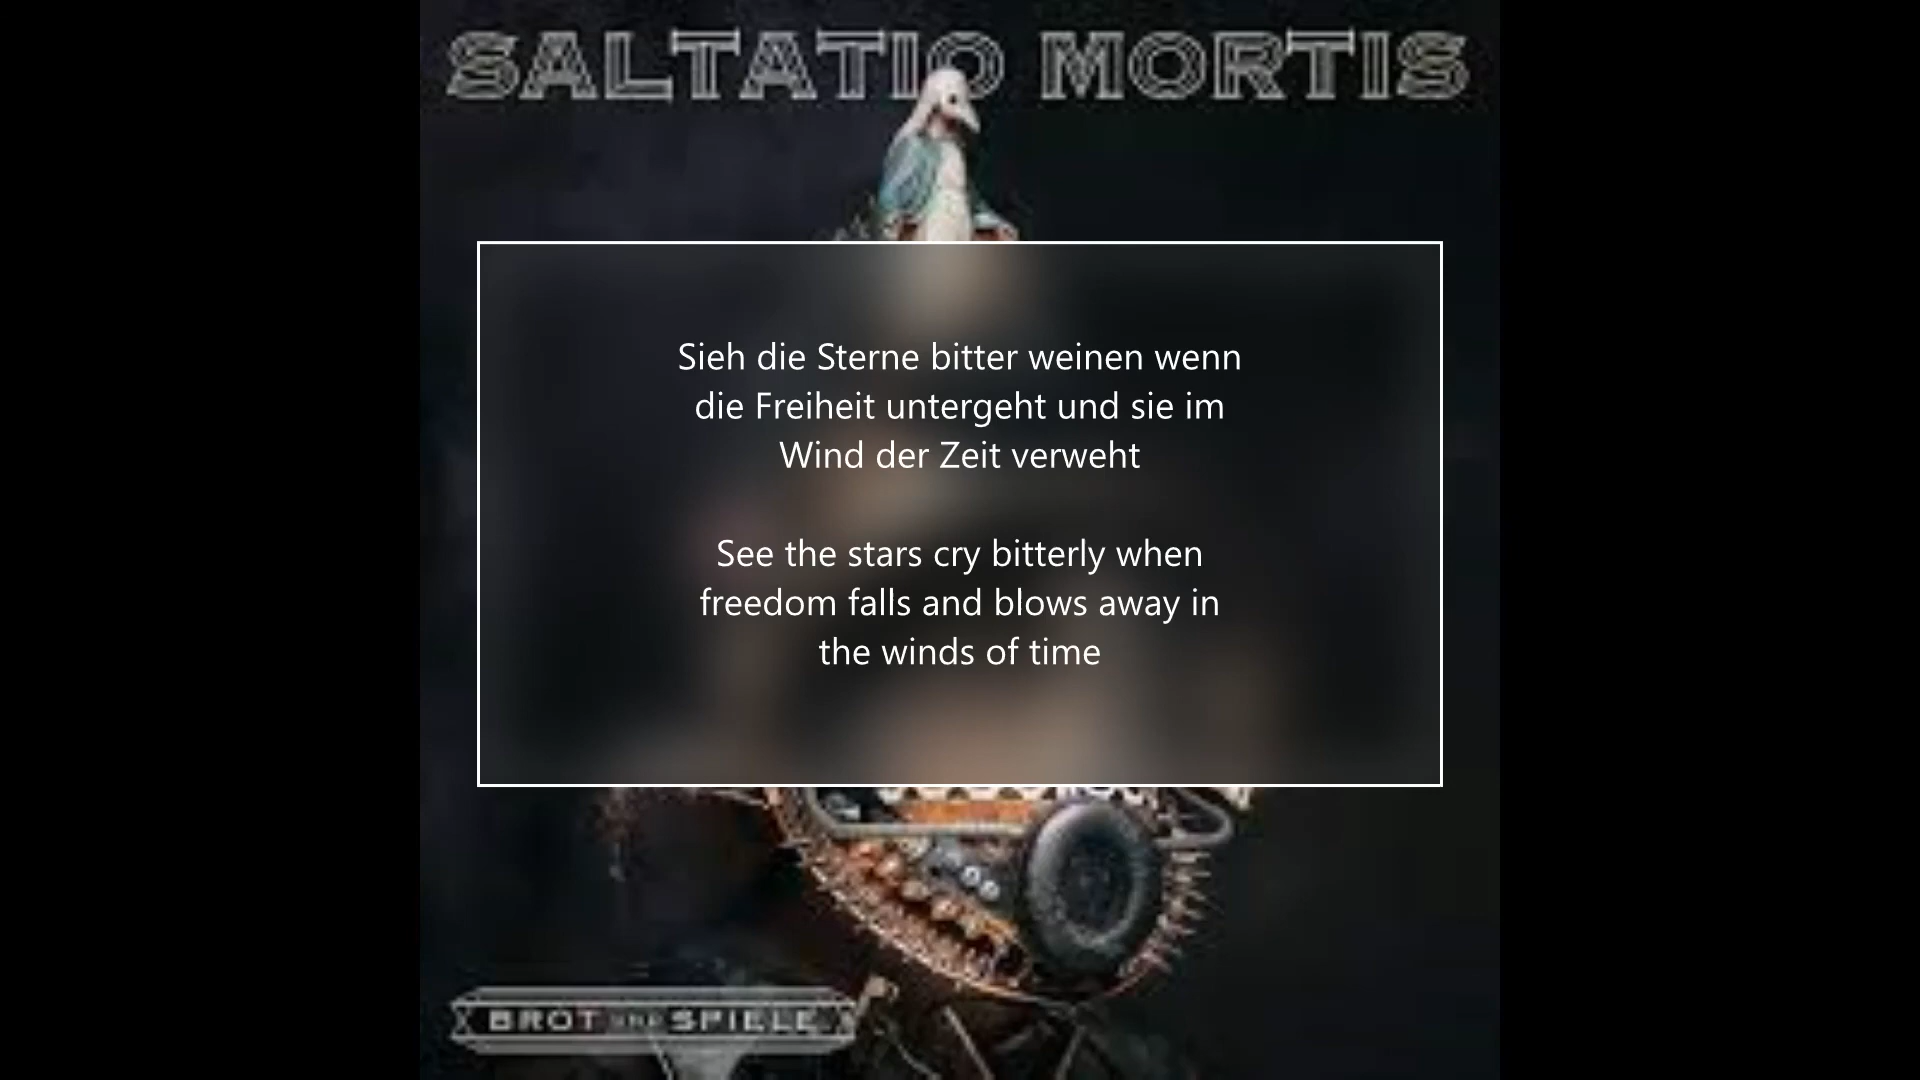 SALTATIO MORTIS
Sieh die Sterne bitter weinen wenn
die Freiheit untergeht und sie im
Wind der Zeit verweht
See the stars cry bitterly when
freedom falls and blows away in
the winds of time
BROT UND SPIELE